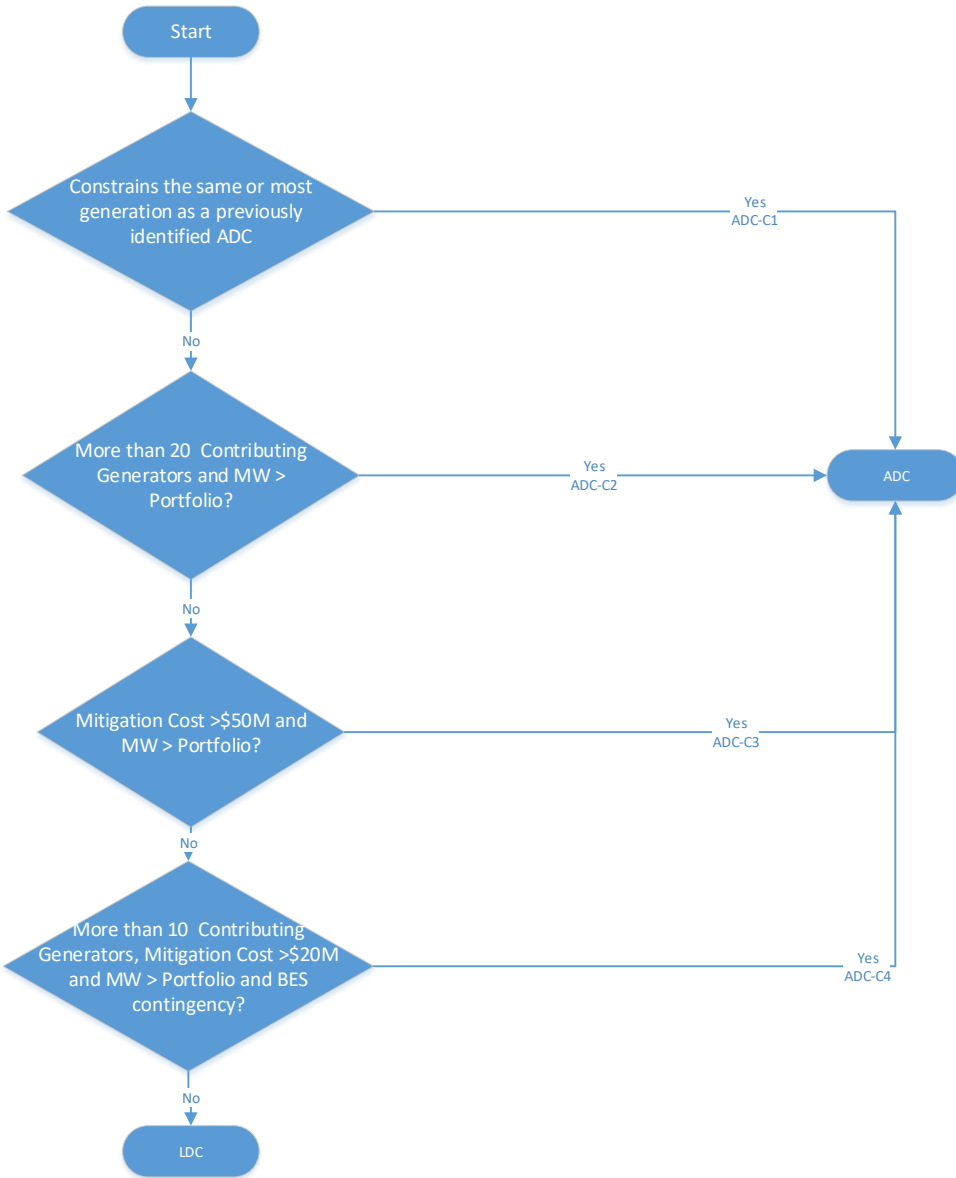 Start
Constrains the same or most
generation as a previously
identified ADC
Yes
ADC-C1
No
More than 20  Contributing
Generators and MW >
Portfolio?
Yes
ADC-C2
ADC
No
Mitigation Cost >$50M and
MW > Portfolio?
Yes
ADC-C3
No
More than 10  Contributing
Generators, Mitigation Cost >$20M
and MW > Portfolio and BES
contingency?
Yes
ADC-C4
No
LDC